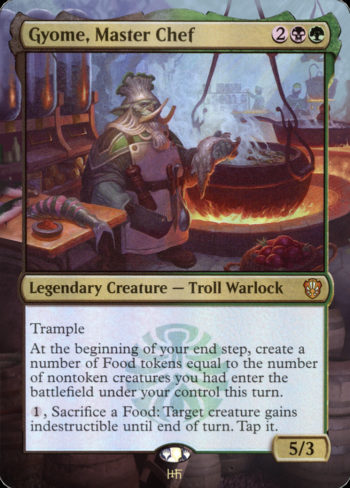 Gyome, Master Chef 2
Legendary Creature — Troll Warlock
Trample
At the beginning of your end step, create a
number of Food tokens equal to the number
of nontoken creatures you had enter the
battlefield under your control this turn.
1, Sacrifice a Food: Target creature gains
indestructible until end of turn. Tap it.
5/3